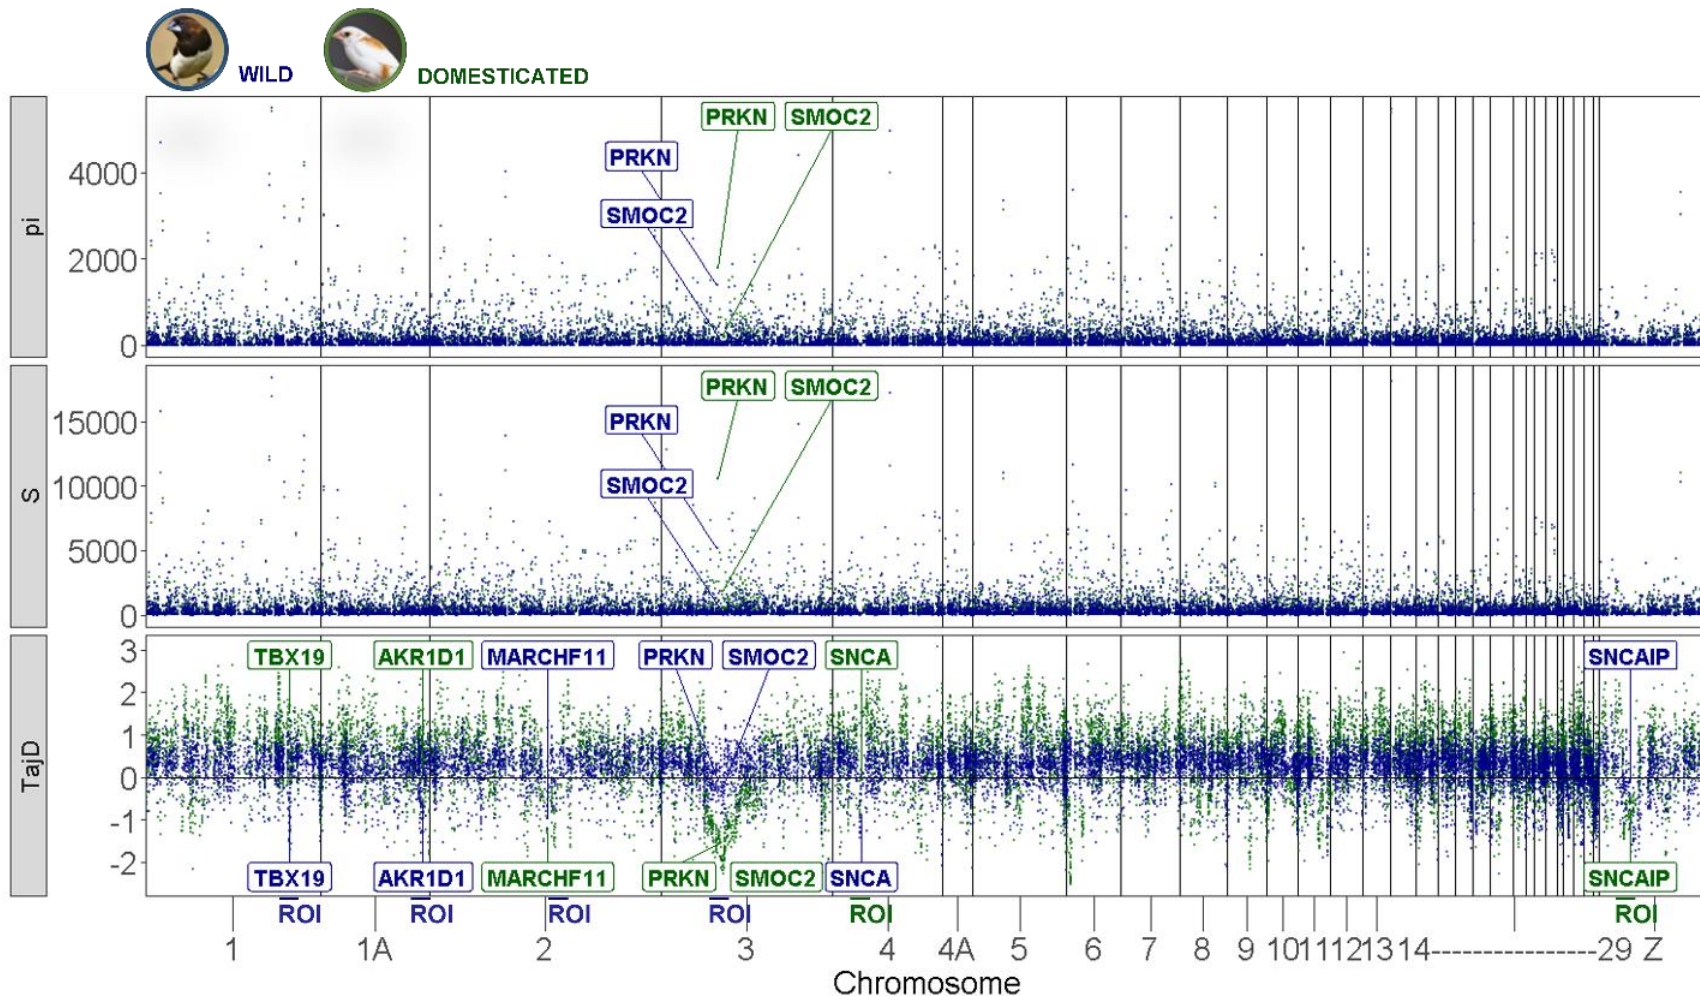 WILD DOMESTICATED
pi
4000
2000
0
PRKN SMOC2
PRKN
SMOC2
S
15000
10000
5000
0
PRKN SMOC2
PRKN
SMOC2
TajD
3
2
1
0
-1
-2
TBX19 AKR1D1 MARCHF11 PRKN SMOC2 SNCA SNCAIP
TBX19 AKR1D1 MARCHF11 PRKN SMOC2 SNCA SNCAIP
ROI ROI ROI ROI ROI ROI
1 1A 2 3 4 4A 5 6 7 8 9 10 11 12 13 14------------------29 Z
Chromosome